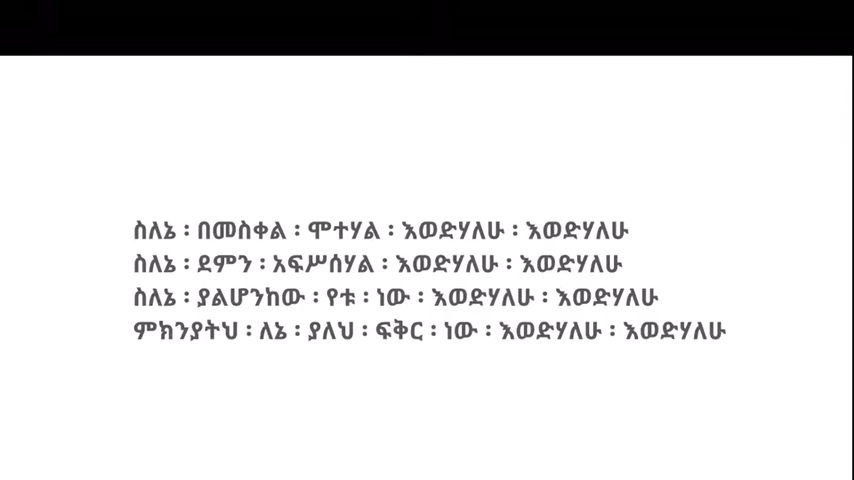 ስለኔ ፡ በመስቀል ፡ ሞተሃል ፡ እወድሃለሁ ፡ እወድሃለሁ
ስለኔ ፡ ደምን ፡ አፍሥሰሃል ፡ እወድሃለሁ ፡ እወድሃለሁ
ስለኔ ፡ ያልሆንከው ፡ የቱ ፡ ነው ፡ እወድሃለሁ ፡ እወድሃለሁ
ምክንያትህ ፡ ለኔ ፡ ያለህ ፡ ፍቅር ፡ ነው ፡ እወድሃለሁ ፡ እወድሃለሁ